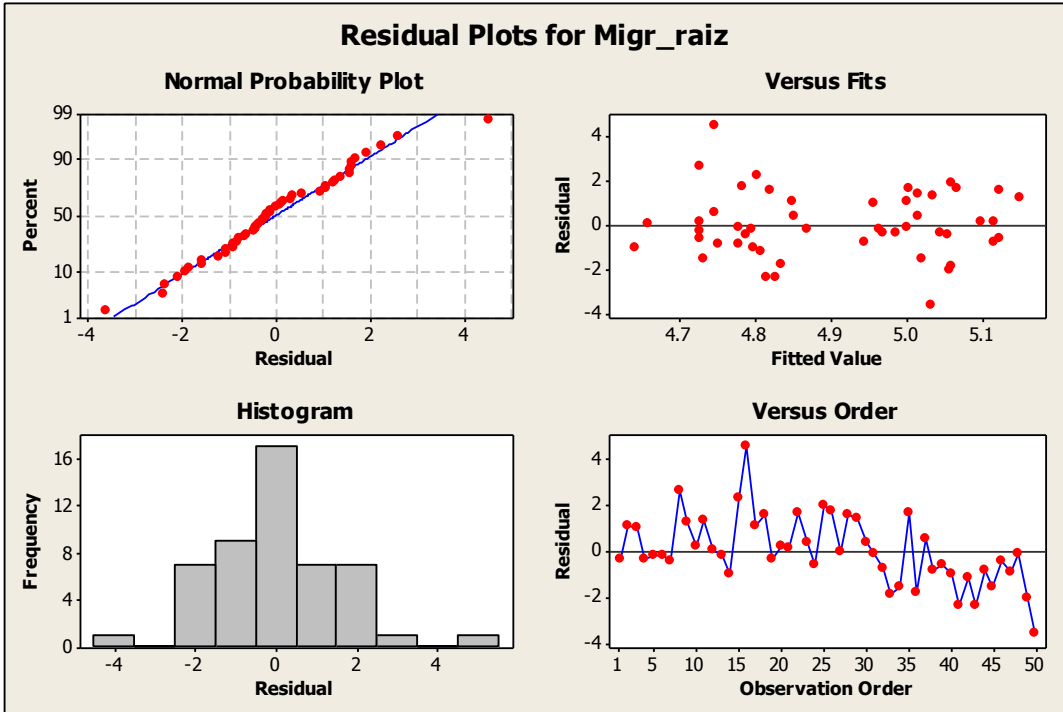 Residual Plots for Migr_raiz
Normal Probability Plot
99
90
50
10
1
Percent
-4 -2 0 2 4
Residual
Versus Fits
4
2
0
-2
-4
Residual
4.7 4.8 4.9 5.0 5.1
Fitted Value
Histogram
16
12
8
4
0
Frequency
-4 -2 0 2 4
Residual
Versus Order
4
2
0
-2
-4
Residual
1 5 10 15 20 25 30 35 40 45 50
Observation Order